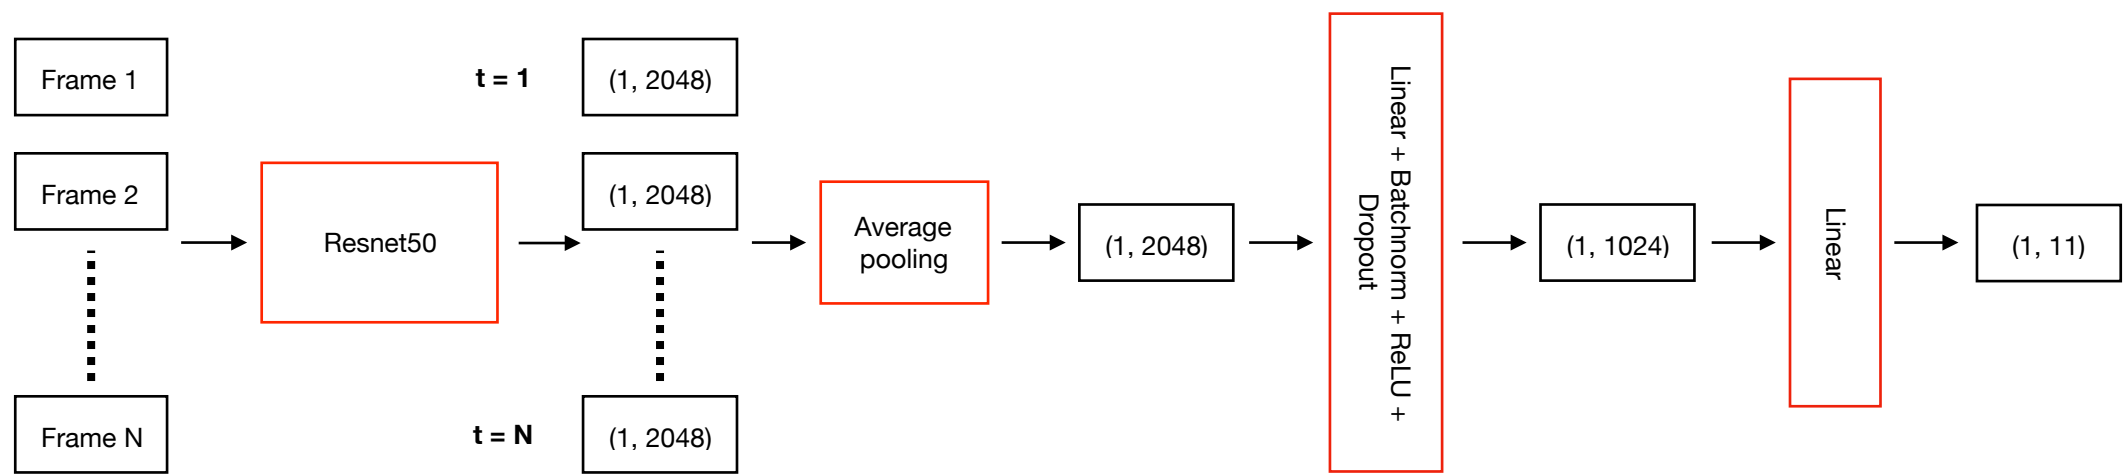 Frame 1
Frame 2
Frame N
Resnet50
t = 1
t = N
(1, 2048)
(1, 2048)
(1, 2048)
Average
pooling
(1, 2048)
Linear + Batchnorm + ReLU +
Dropout
(1, 1024)
Linear
(1, 11)